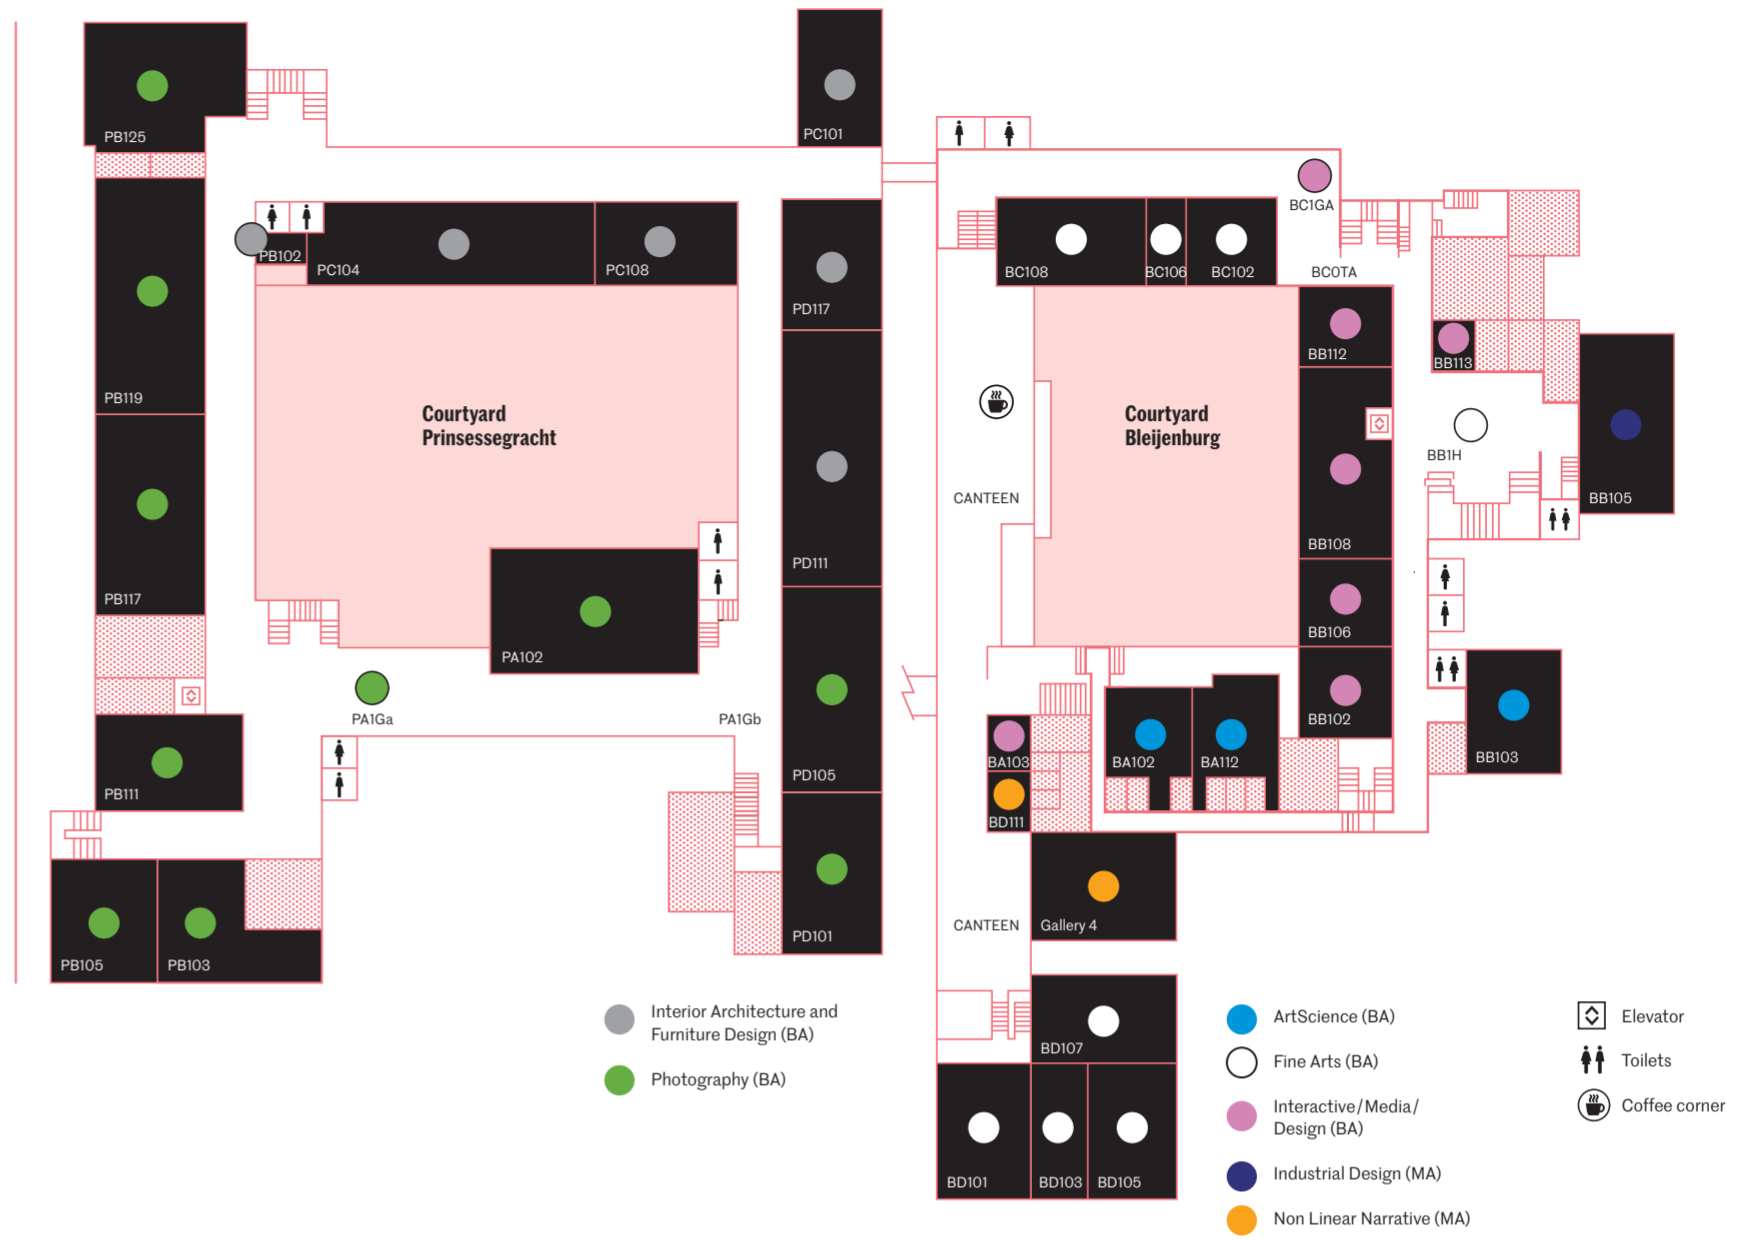 PB125
PC101
BC1GA
PB102
PC104
PC108
BC108
BC106
BC102
BC0TA
PD117
BB112
BB113
PB119
Courtyard
Prinsessegracht
Courtyard
Bleijenburg
BB1H
CANTEEN
BB105
BB108
PD111
PB117
BB106
PA102
PA1Ga
PA1Gb
BB102
BA103
BA102
BA112
BB103
PD105
PB111
BD111
CANTEEN
Gallery 4
PD101
PB105
PB103
BD107
BD101
BD103
BD105
Interior Architecture and
Furniture Design (BA)
Photography (BA)
ArtScience (BA)
Fine Arts (BA)
Interactive/Media/
Design (BA)
Industrial Design (MA)
Non Linear Narrative (MA)
Elevator
Toilets
Coffee corner